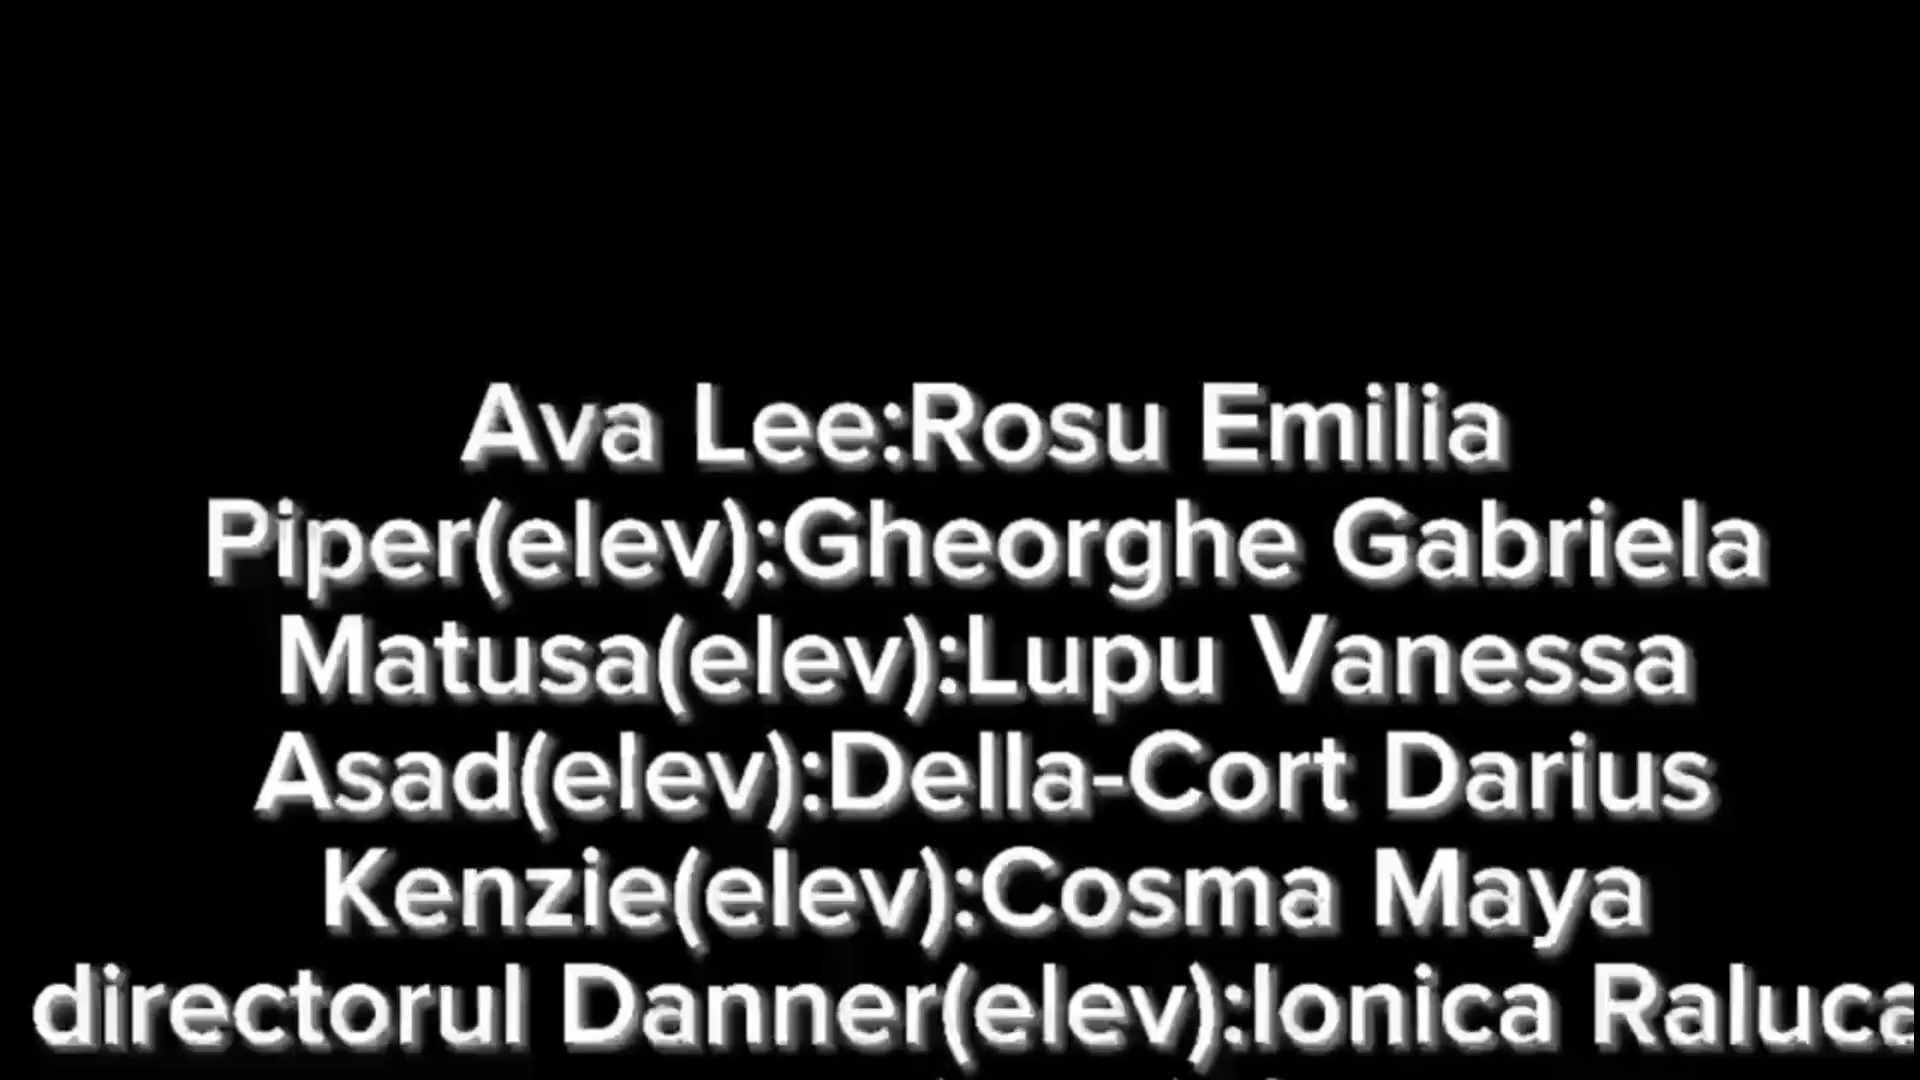 Ava Lee:Rosu Emilia
Piper(elev):Gheorghe Gabriela
Matusa(elev):Lupu Vanessa
Asad(elev):Della-Cort Darius
Kenzie(elev):Cosma Maya
directorul Danner(elev):Ionica Raluca